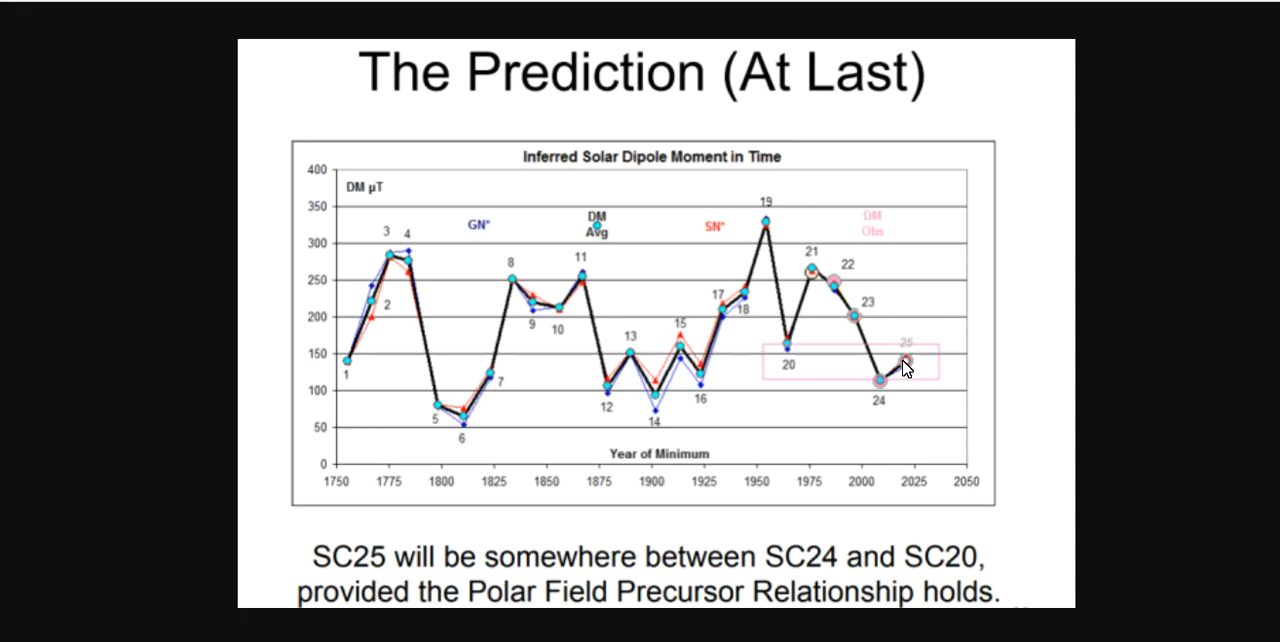 The Prediction (At Last)
Inferred Solar Dipole Moment in Time
400
DM µT
350
19
3
4
GN*
DM
Avg
SN*
DM
Obs
300
8
11
21
22
250
2
17
18
23
200
9
10
15
13
25
150
1
7
20
100
12
16
24
5
14
50
6
Year of Minimum
0
1750 1775 1800 1825 1850 1875 1900 1925 1950 1975 2000 2025 2050
SC25 will be somewhere between SC24 and SC20,
provided the Polar Field Precursor Relationship holds.